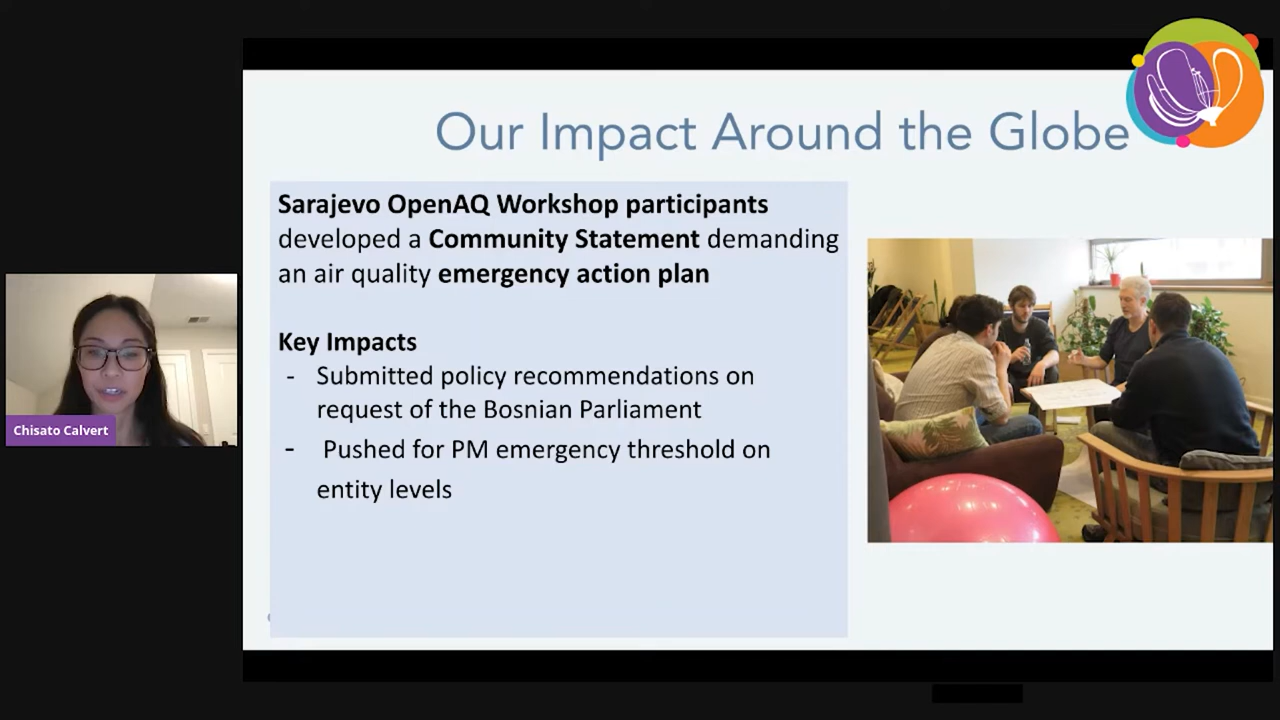 Our Impact Around the Globe
Sarajevo OpenAQ Workshop participants
developed a Community Statement demanding
an air quality emergency action plan
Key Impacts
- Submitted policy recommendations on
request of the Bosnian Parliament
- Pushed for PM emergency threshold on
entity levels
Chisato Calvert